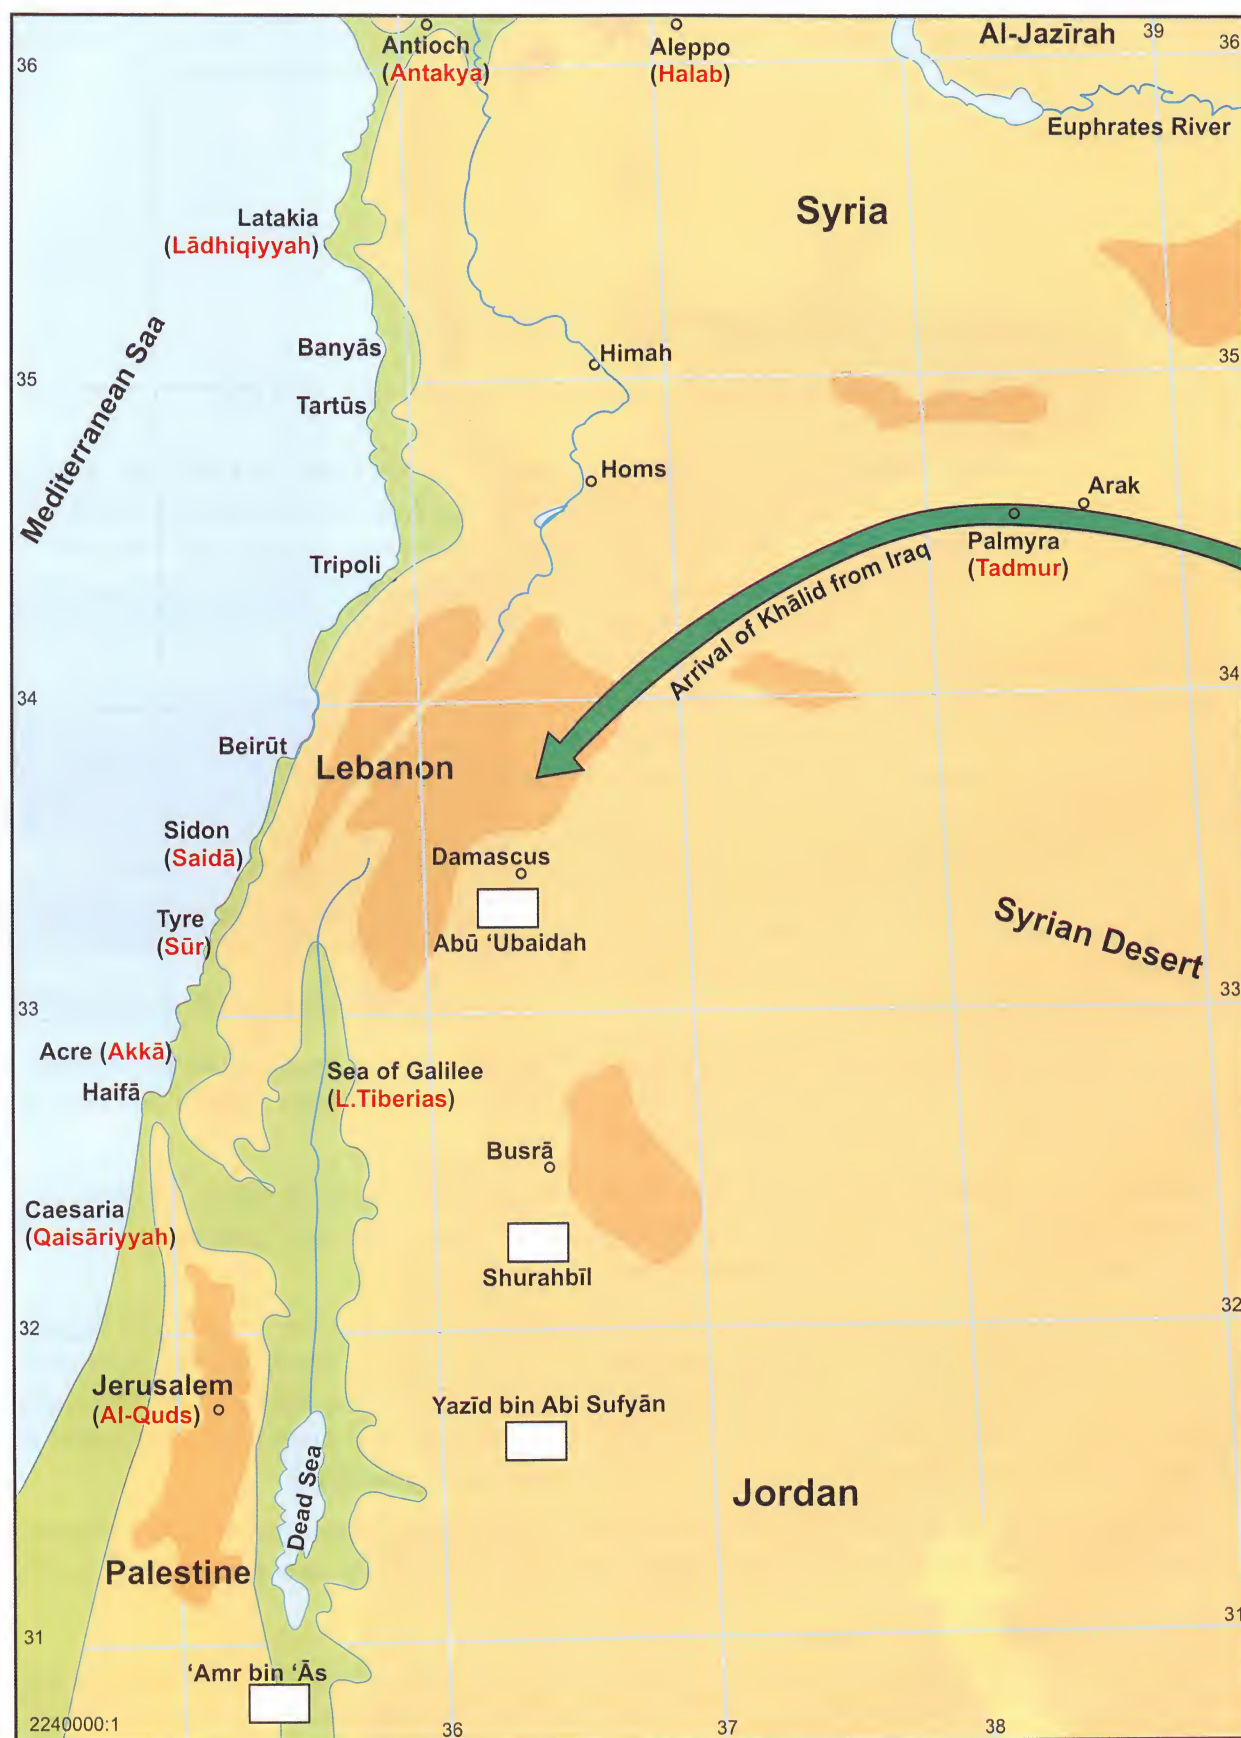 Antioch
(Antakya)
Aleppo
(Halab)
Al-Jazīrah
39
36
36
Euphrates River
Syria
Latakia
(Lādhiqiyyah)
Mediterranean Saa
Banyās
Himah
35
35
Tartūs
Homs
Arak
Tripoli
Palmyra
(Tadmur)
Arrival of Khālid from Iraq
34
34
Beirūt
Lebanon
Sidon
(Saidā)
Damascus
Tyre
(Sūr)
Abū ‘Ubaidah
Syrian Desert
33
33
Acre (Akkā)
Haifā
Sea of Galilee
(L.Tiberias)
Busrā
Caesaria
(Qaisāriyyah)
Shurahbīl
32
32
Jerusalem
(Al-Quds)
Yazīd bin Abi Sufyān
Dead Sea
Jordan
Palestine
31
31
‘Amr bin ‘Ās
2240000:1
36
37
38